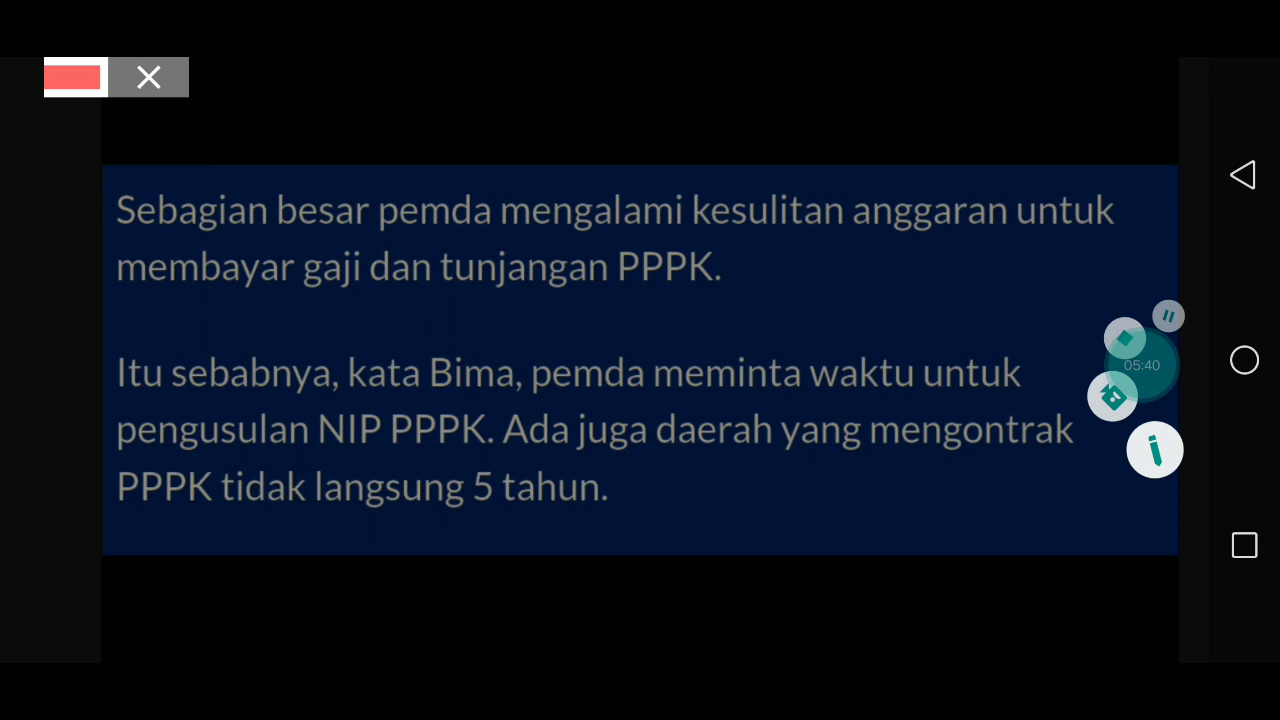 Sebagian besar pemda mengalami kesulitan anggaran untuk
membayar gaji dan tunjangan PPPK.
Itu sebabnya, kata Bima, pemda meminta waktu untuk
pengusulan NIP PPPK. Ada juga daerah yang mengontrak
PPPK tidak langsung 5 tahun.
05:40